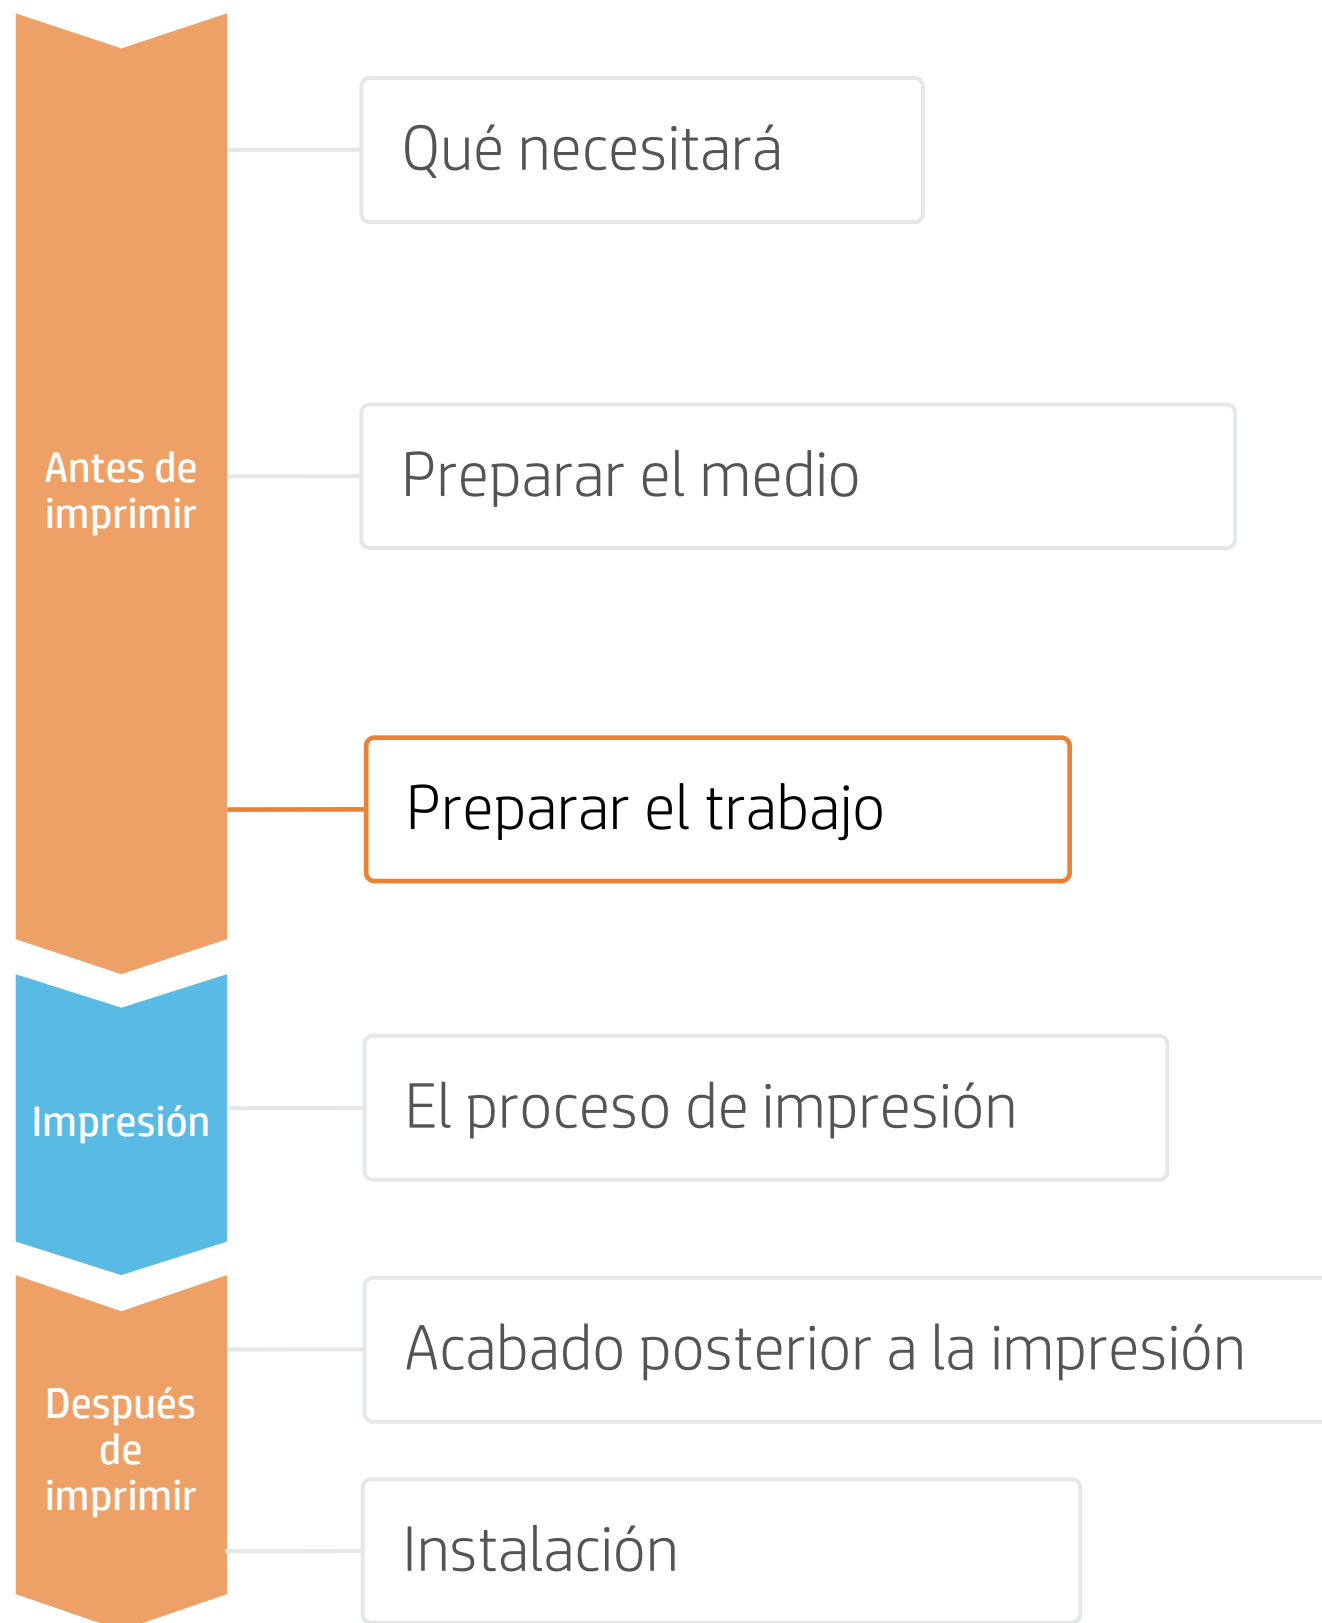 Qué necesitará
Antes de
imprimir
Preparar el medio
Preparar el trabajo
Impresión
El proceso de impresión
Después
de
imprimir
Acabado posterior a la impresión
Instalación